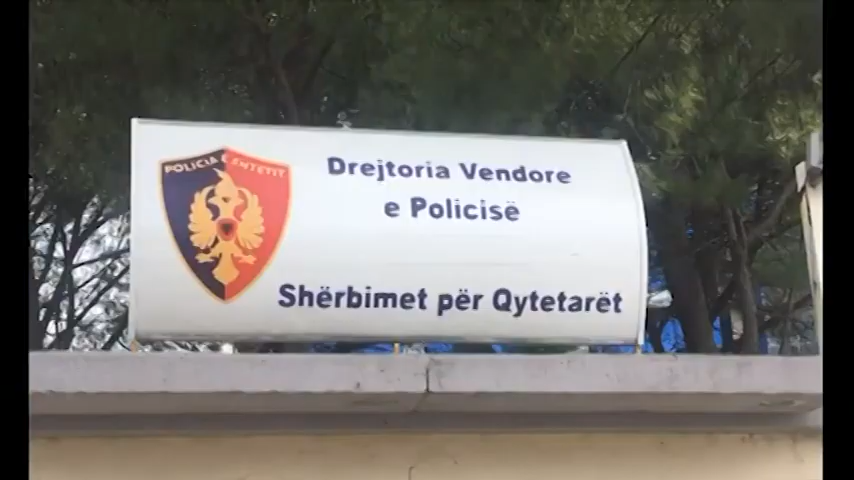 POLICIA E SHTETIT
Drejtoria Vendore
e Policisë
Shërbimet për Qytetarët